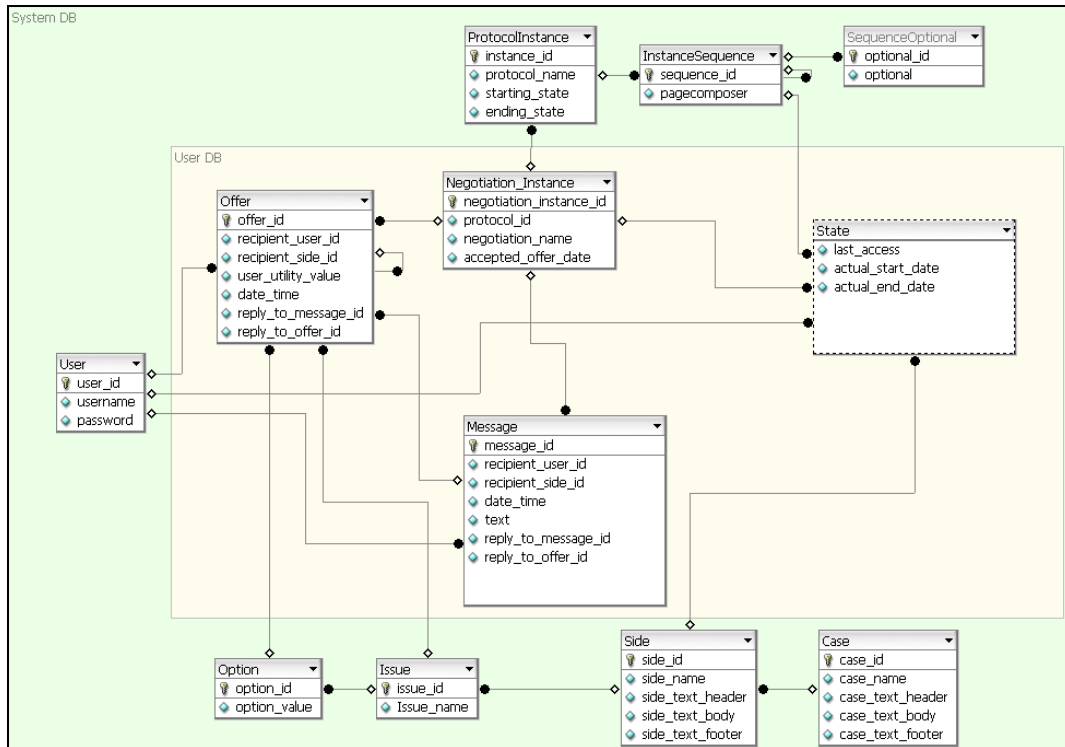 System DB
ProtocolInstance
instance_id
protocol_name
starting_state
ending_state
InstanceSequence
sequence_id
pagecomposer
SequenceOptional
optional_id
optional
User DB
Offer
offer_id
recipient_user_id
recipient_side_id
user_utility_value
date_time
reply_to_message_id
reply_to_offer_id
Negotiation_Instance
negotiation_instance_id
protocol_id
negotiation_name
accepted_offer_date
State
last_access
actual_start_date
actual_end_date
User
user_id
username
password
Message
message_id
recipient_user_id
recipient_side_id
date_time
text
reply_to_message_id
reply_to_offer_id
Option
option_id
option_value
Issue
issue_id
Issue_name
Side
side_id
side_name
side_text_header
side_text_body
side_text_footer
Case
case_id
case_name
case_text_header
case_text_body
case_text_footer